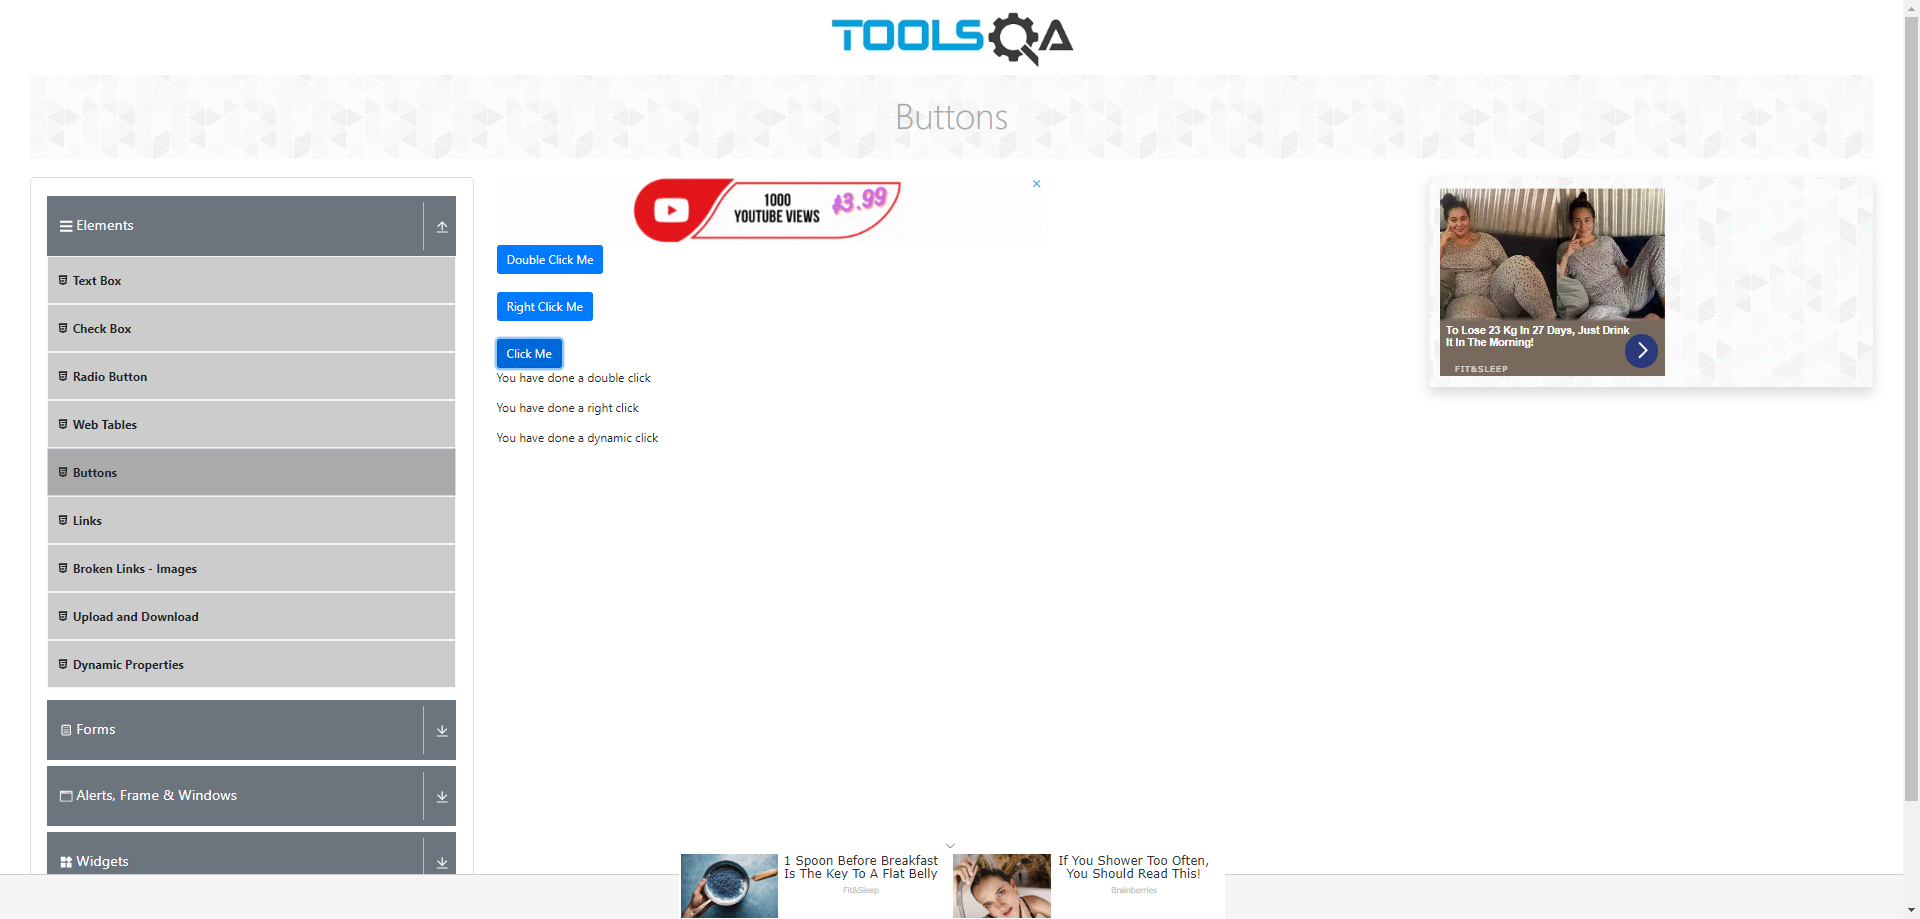 TOOLSQA
Buttons
Elements
Text Box
Check Box
Radio Button
Web Tables
Buttons
Links
Broken Links - Images
Upload and Download
Dynamic Properties
Forms
Alerts, Frame & Windows
Widgets
1000
YOUTUBE VIEWS
$3.99
Double Click Me
Right Click Me
Click Me
You have done a double click
You have done a right click
You have done a dynamic click
To Lose 23 Kg In 27 Days, Just Drink
It In The Morning!
FIT&SLEEP
1 Spoon Before Breakfast
Is The Key To A Flat Belly
Fit&Sleep
If You Shower Too Often,
You Should Read This!
Brainberries